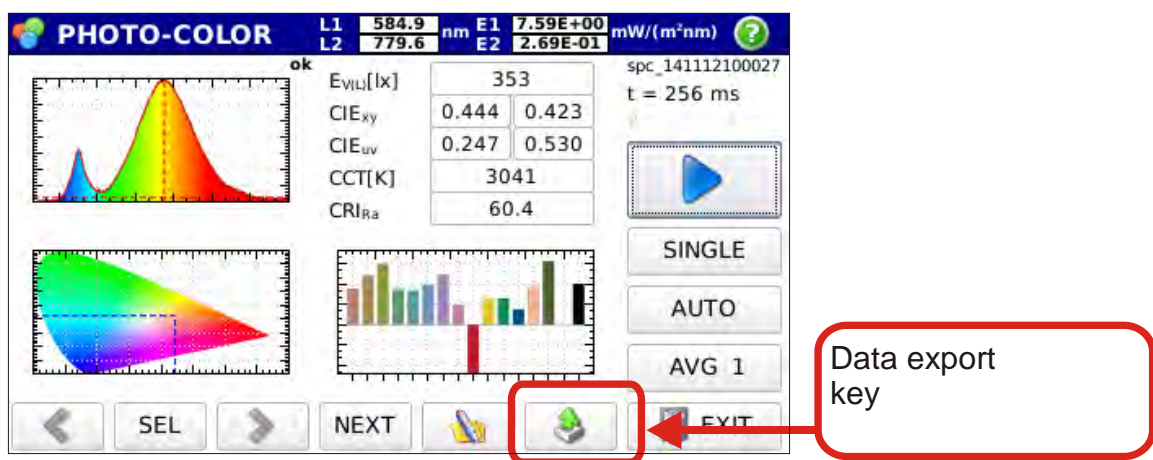 PHOTO-COLOR
L1 584.9 nm E1 7.59E+00 mW/(m²nm)
L2 779.6 E2 2.69E-01
?
ok
spc_141112100027
t = 256 ms
EV(L)[lx] 353
CIExy 0.444 0.423
CIEuv 0.247 0.530
CCT[K] 3041
CRIRa 60.4
SINGLE
AUTO
AVG 1
SEL
NEXT
EXIT
Data export
key